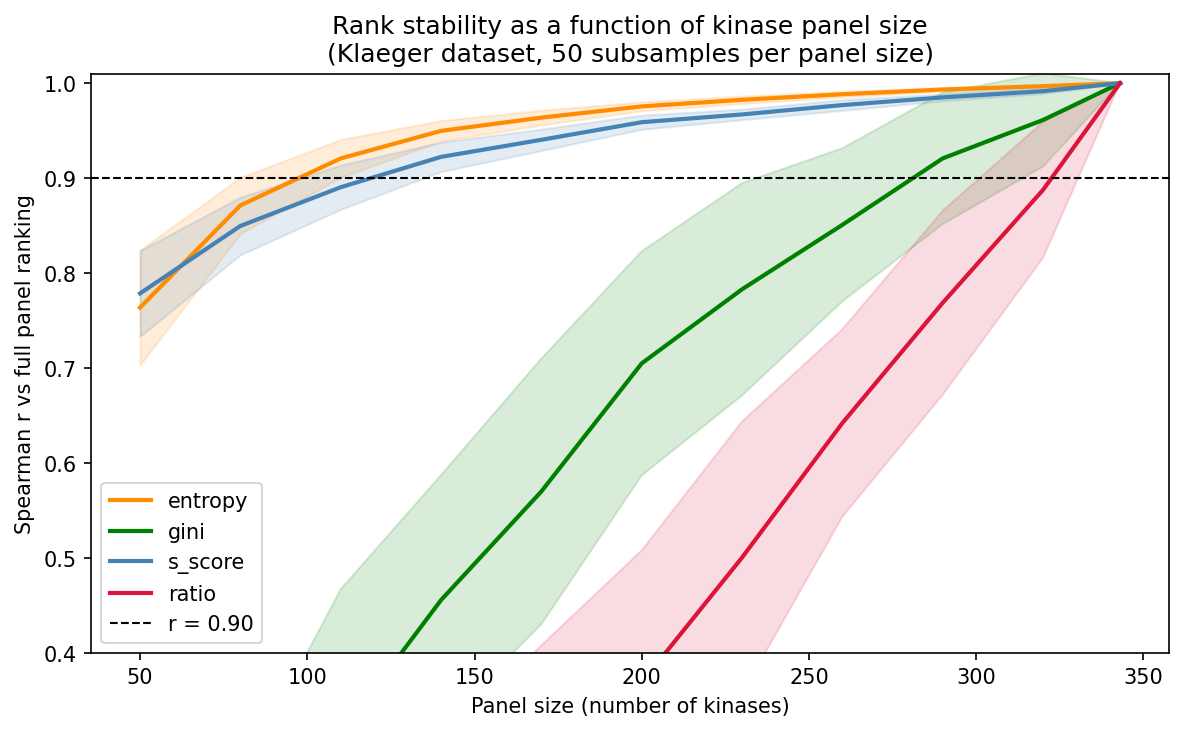 Rank stability as a function of kinase panel size
(Klaeger dataset, 50 subsamples per panel size)
Spearman r vs full panel ranking
1.0
0.9
0.8
0.7
0.6
0.5
0.4
entropy
gini
s_score
ratio
r = 0.90
50
100
150
200
250
300
350
Panel size (number of kinases)